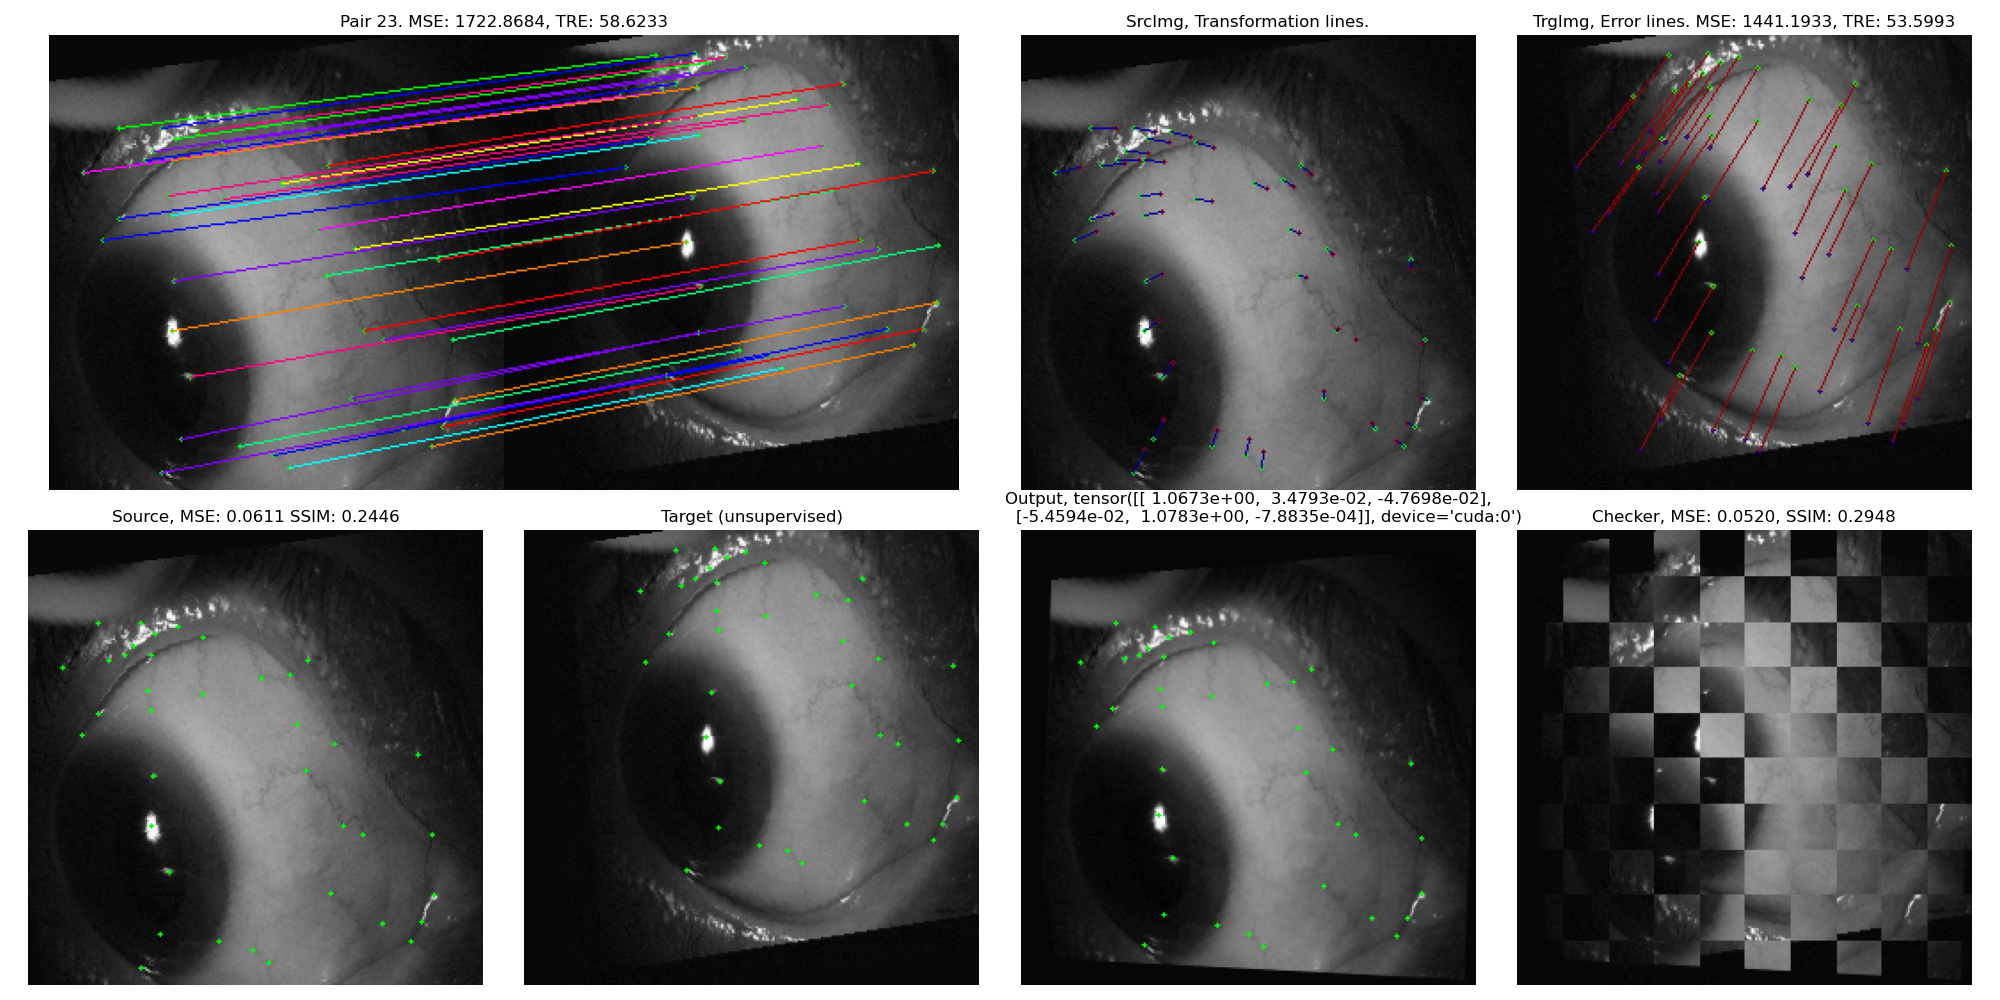 Pair 23. MSE: 1722.8684, TRE: 58.6233
SrcImg, Transformation lines.
TrgImg, Error lines. MSE: 1441.1933, TRE: 53.5993
Source, MSE: 0.0611 SSIM: 0.2446
Target (unsupervised)
Output, tensor([[ 1.0673e+00,  3.4793e-02, -4.7698e-02],
[-5.4594e-02,  1.0783e+00, -7.8835e-04]], device='cuda:0')
Checker, MSE: 0.0520, SSIM: 0.2948